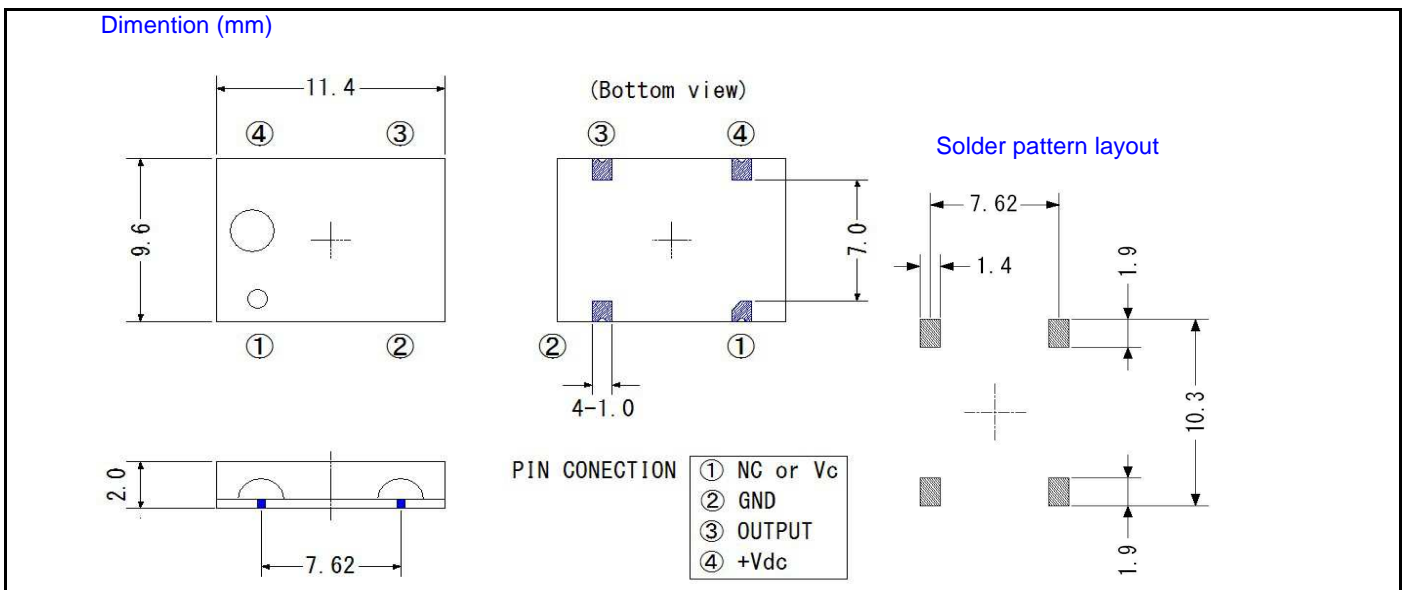 Dimention (mm)
11.4
(Bottom view)
④ ③
③ ④
Solder pattern layout
9.6
7.0
7.62
1.4
1.9
① ②
② ①
4-1.0
10.3
2.0
7.62
PIN CONECTION
① NC or Vc
② GND
③ OUTPUT
④ +Vdc
1.9